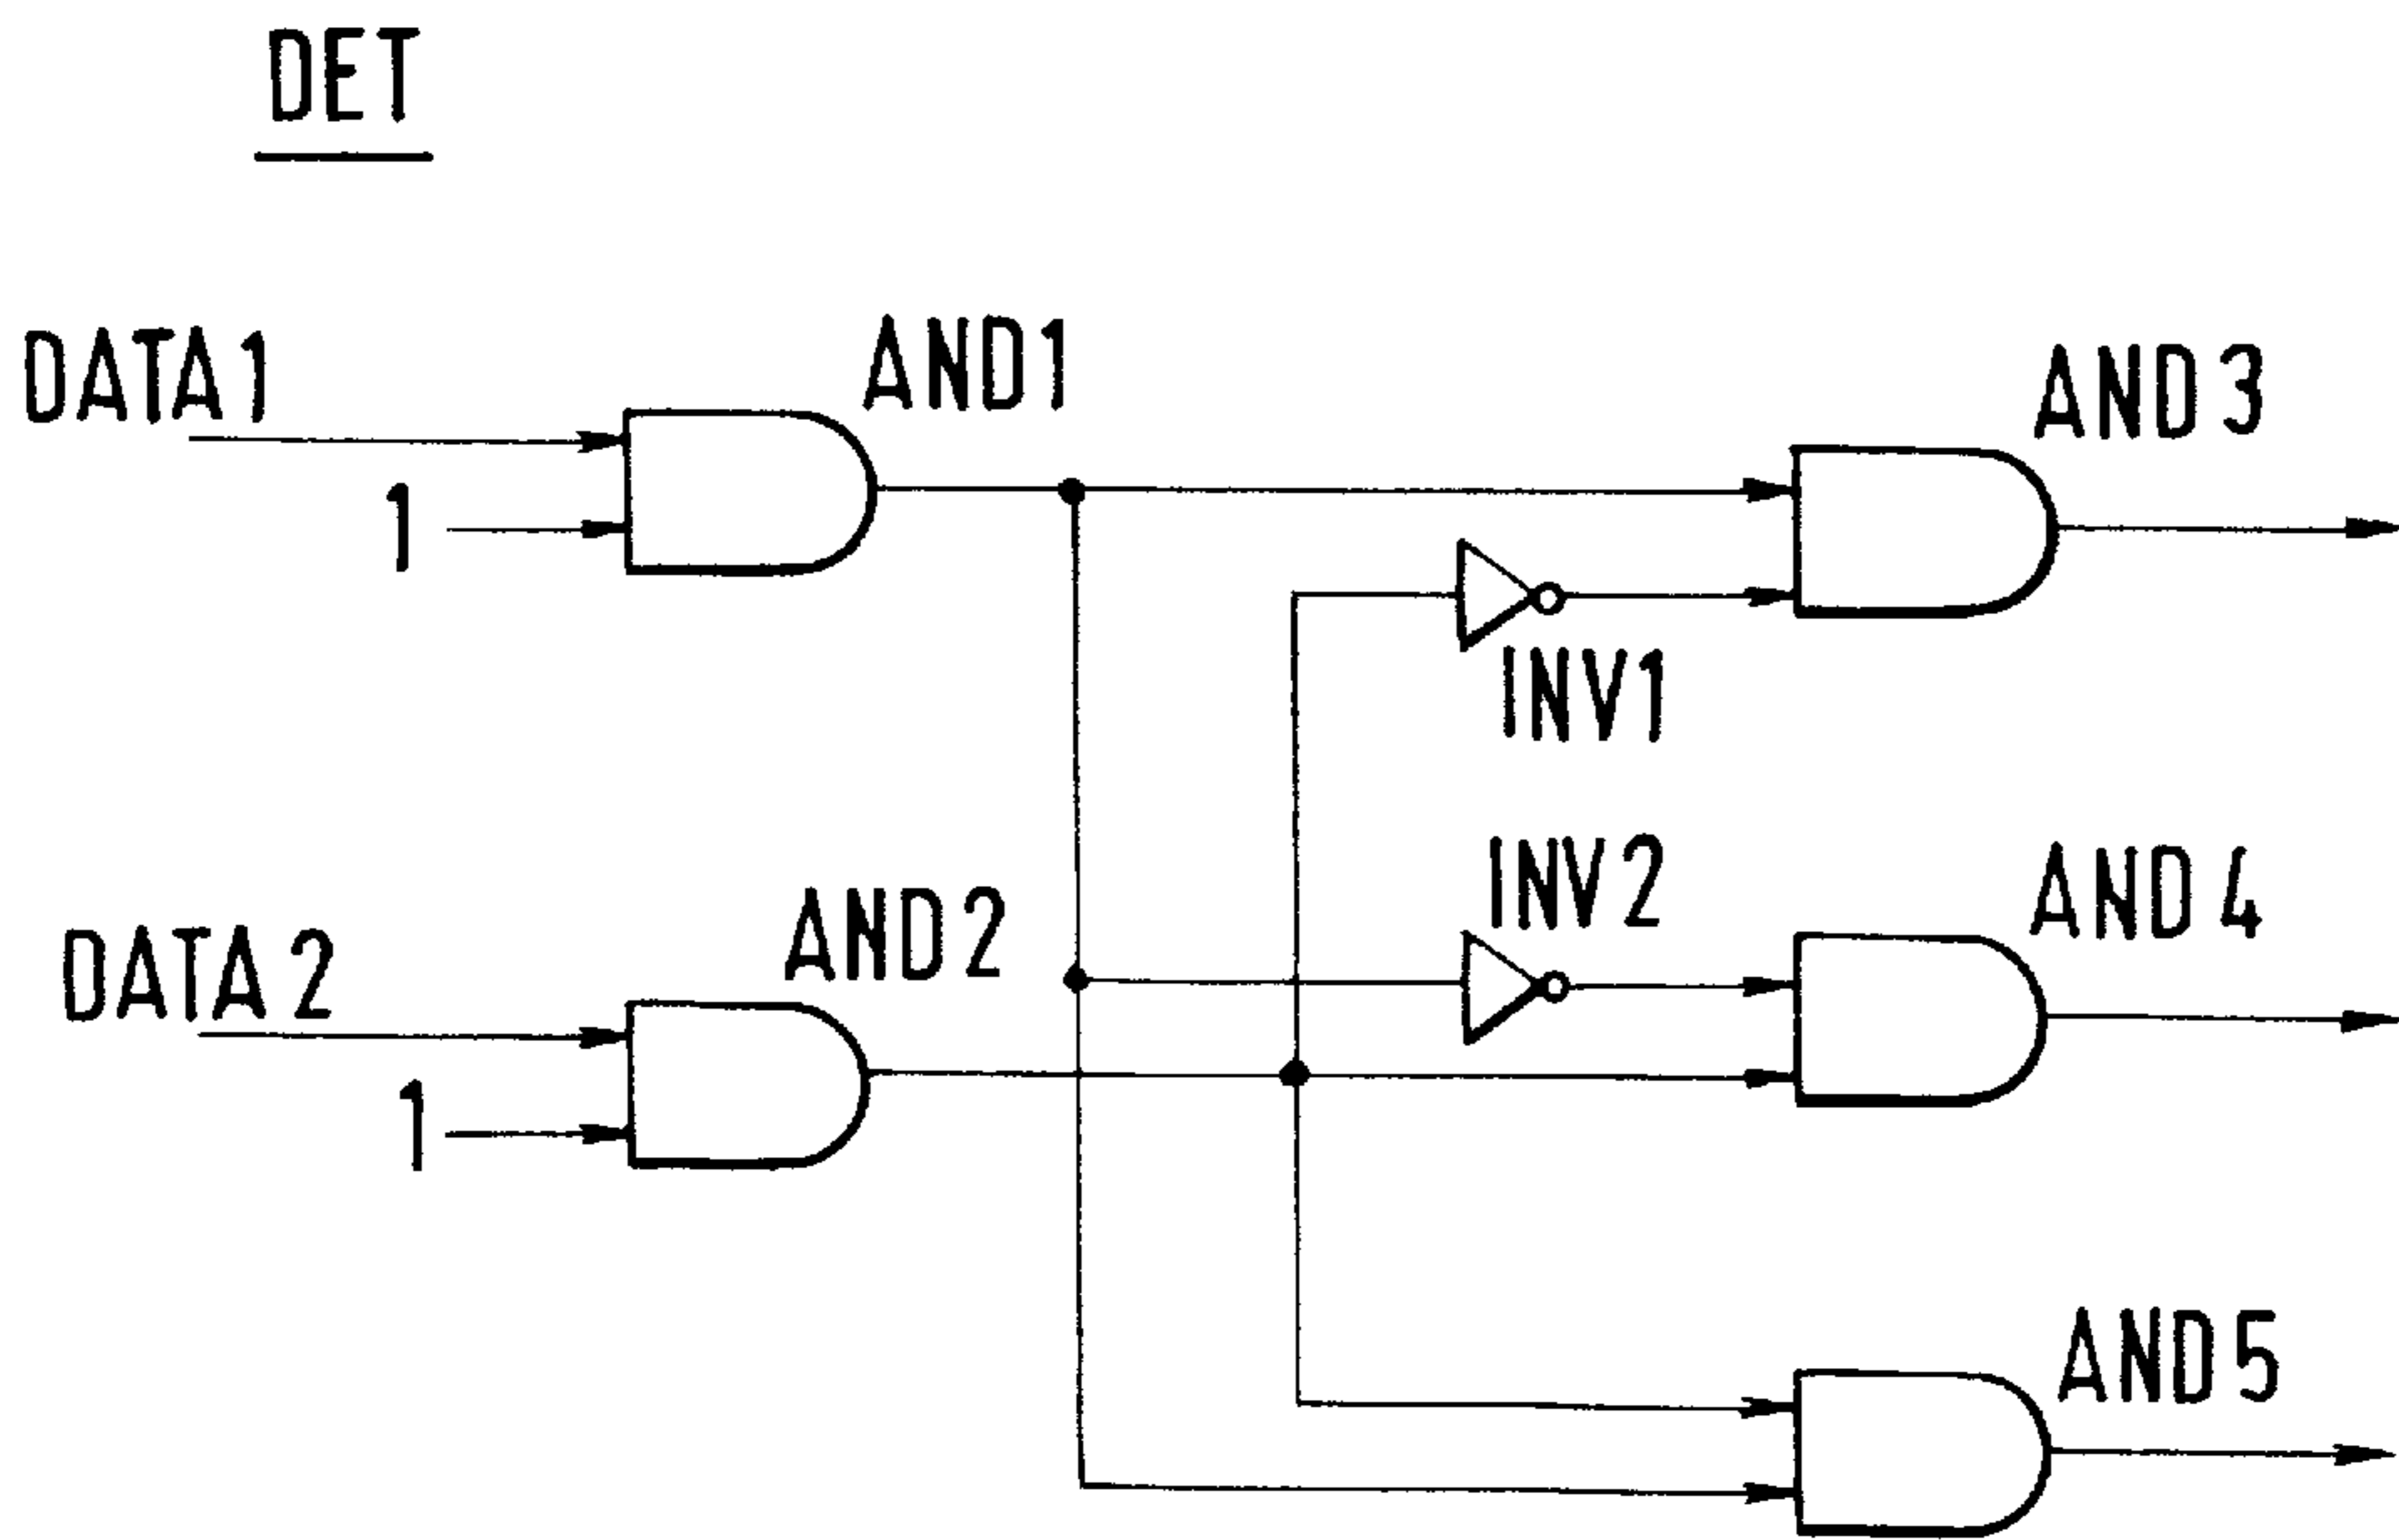 DET
DATA1
AND1
AND3
1
INV1
INV2
AND4
AND2
DATA2
1
AND5